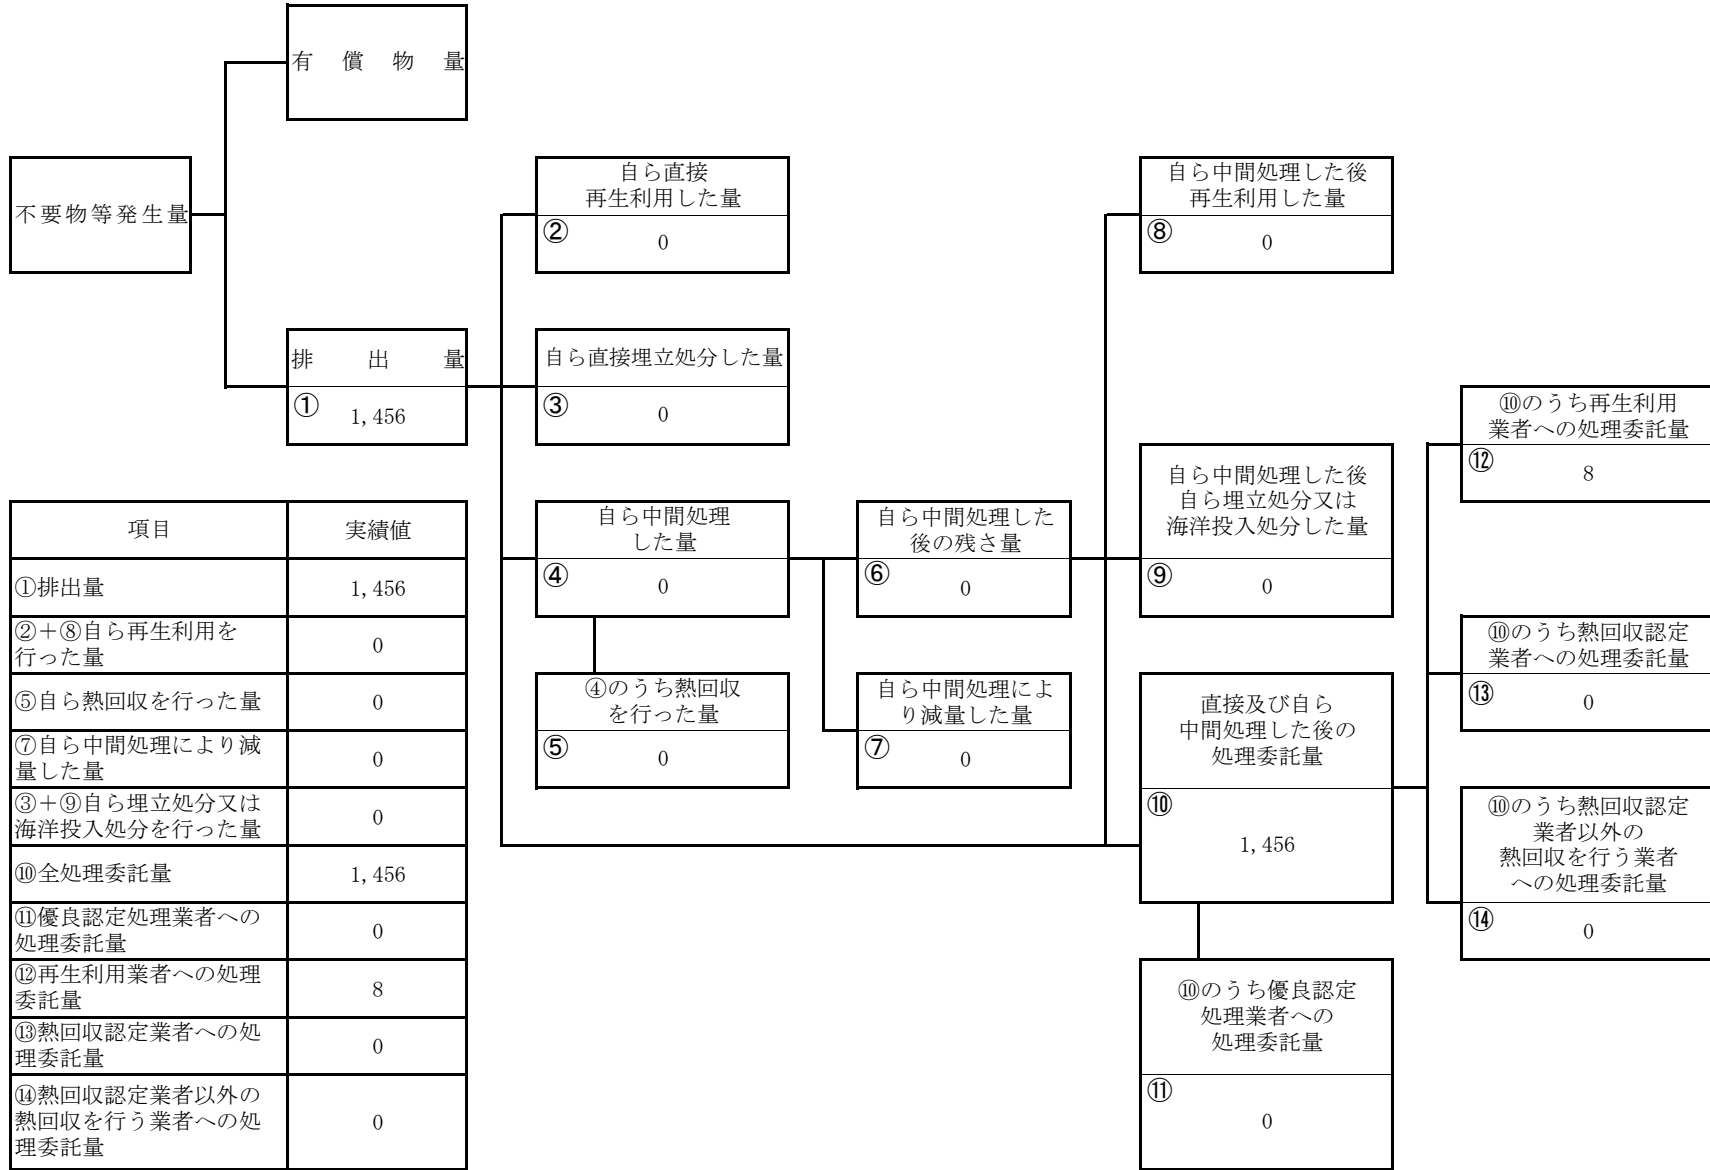 有償物量
不要物等発生量
排出量
①
1,456
自ら直接
再生利用した量
②
0
自ら直接埋立処分した量
③
0
自ら中間処理
した量
④
0
④のうち熱回収
を行った量
⑤
0
自ら中間処理した
後の残さ量
⑥
0
自ら中間処理によ
り減量した量
⑦
0
自ら中間処理した後
再生利用した量
⑧
0
自ら中間処理した後
自ら埋立処分又は
海洋投入処分した量
⑨
0
直接及び自ら
中間処理した後の
処理委託量
⑩
1,456
⑩のうち優良認定
処理業者への
処理委託量
⑪
0
⑩のうち再生利用
業者への処理委託量
⑫
8
⑩のうち熱回収認定
業者への処理委託量
⑬
0
⑩のうち熱回収認定
業者以外の
熱回収を行う業者
への処理委託量
⑭
0
項目 実績値
①排出量 1,456
②＋⑧自ら再生利用を
行った量 0
⑤自ら熱回収を行った量 0
⑦自ら中間処理により減
量した量 0
③＋⑨自ら埋立処分又は
海洋投入処分を行った量 0
⑩全処理委託量 1,456
⑪優良認定処理業者への
処理委託量 0
⑫再生利用業者への処理
委託量 8
⑬熱回収認定業者への処
理委託量 0
⑭熱回収認定業者以外の
熱回収を行う業者への処 0
理委託量